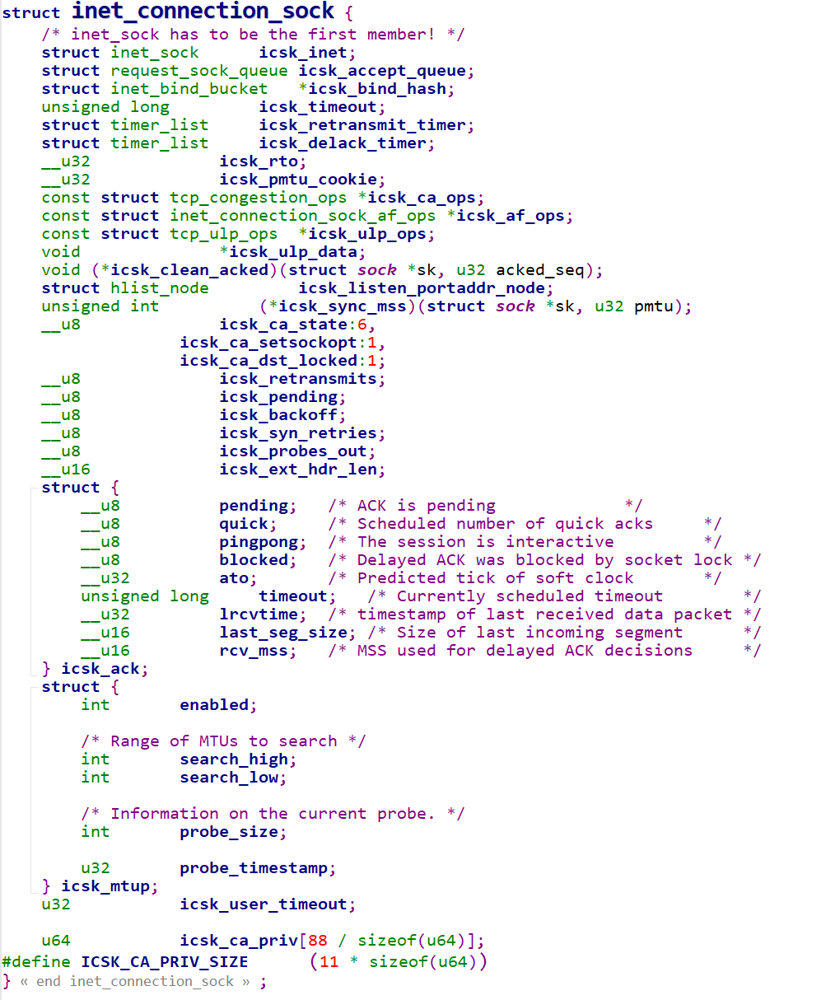 struct inet_connection_sock {
/* inet_sock has to be the first member! */
struct inet_sock icsk_inet;
struct request_sock_queue icsk_accept_queue;
struct inet_bind_bucket *icsk_bind_hash;
unsigned long icsk_timeout;
struct timer_list icsk_retransmit_timer;
struct timer_list icsk_delack_timer;
__u32 icsk_rto;
__u32 icsk_pmtu_cookie;
const struct tcp_congestion_ops *icsk_ca_ops;
const struct inet_connection_sock_af_ops *icsk_af_ops;
const struct tcp_ulp_ops *icsk_ulp_ops;
void *icsk_ulp_data;
void (*icsk_clean_acked)(struct sock *sk, u32 acked_seq);
struct hlist_node icsk_listen_portaddr_node;
unsigned int (*icsk_sync_mss)(struct sock *sk, u32 pmtu);
__u8 icsk_ca_state:6,
icsk_ca_setsockopt:1,
icsk_ca_dst_locked:1;
__u8 icsk_retransmits;
__u8 icsk_pending;
__u8 icsk_backoff;
__u8 icsk_syn_retries;
__u8 icsk_probes_out;
__u16 icsk_ext_hdr_len;
struct {
__u8 pending; /* ACK is pending */
__u8 quick; /* Scheduled number of quick acks */
__u8 pingpong; /* The session is interactive */
__u8 blocked; /* Delayed ACK was blocked by socket lock */
__u32 ato; /* Predicted tick of soft clock */
unsigned long timeout; /* Currently scheduled timeout */
__u32 lrcvtime; /* timestamp of last received data packet */
__u16 last_seg_size; /* Size of last incoming segment */
__u16 rcv_mss; /* MSS used for delayed ACK decisions */
} icsk_ack;
struct {
int enabled;
/* Range of MTUs to search */
int search_high;
int search_low;
/* Information on the current probe. */
int probe_size;
u32 probe_timestamp;
} icsk_mtup;
u32 icsk_user_timeout;
u64 icsk_ca_priv[88 / sizeof(u64)];
#define ICSK_CA_PRIV_SIZE (11 * sizeof(u64))
} « end inet_connection_sock » ;